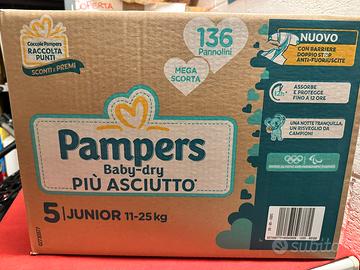 OFFERTA
Coccole Pampers
RACCOLTA
PUNTI
SCONTI E PREMI
136
Pannolini
MEGA
SCORTA
NUOVO
CON BARRIERE
DOPPIO STOP
ANTI-FUORIUSCITE
ASSORBE
E PROTEGGE
FINO A 12 ORE
UNA NOTTE TRANQUILLA,
UN RISVEGLIO DA
CAMPIONI
Pampers
Baby-dry
PIÙ ASCIUTTO
5 JUNIOR 11-25 kg
subito